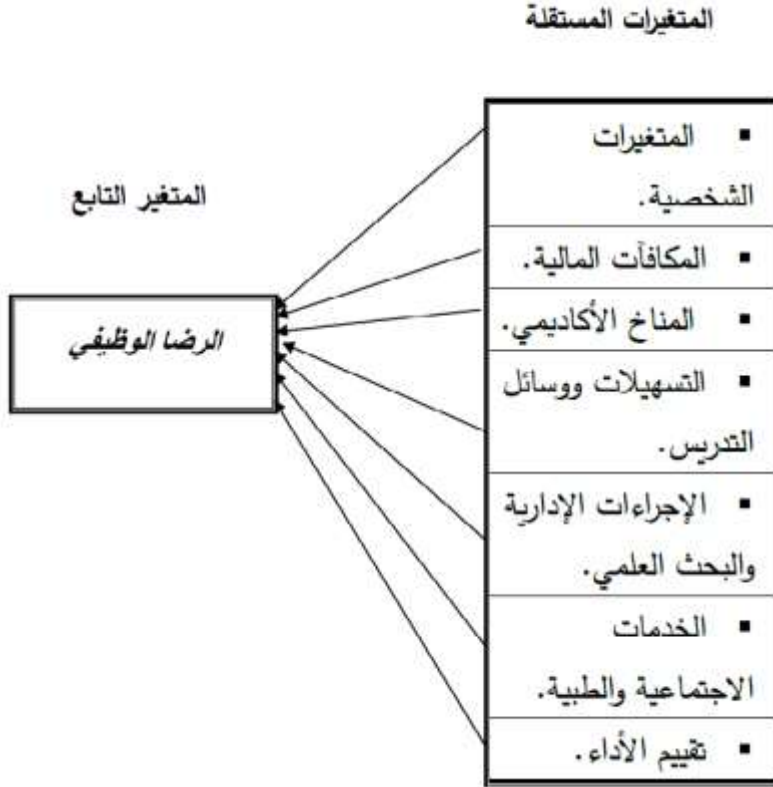 المتغيرات المستقلة
▪ المتغيرات
الشخصية.
▪ المكافآت المالية.
▪ المناخ الأكاديمي.
▪ التسهيلات ووسائل
التدريس.
▪ الإجراءات الإدارية
والبحث العلمي.
▪ الخدمات
الاجتماعية والطبية.
▪ تقييم الأداء.
المتغير التابع
الرضا الوظيفي